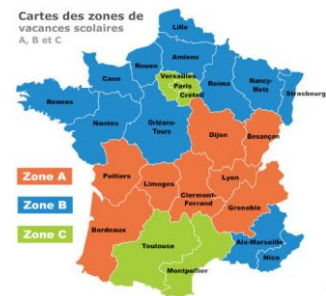 Cartes des zones de
vacances scolaires
A, B et C
Lille
Amiens
Rouen
Caen
Versailles
Paris
Créteil
Reims
Nancy-
Metz
Strasbourg
Rennes
Nantes
Orléans-
Tours
Dijon
Besançon
Zone A
Poitiers
Limoges
Clermont-
Ferrand
Lyon
Grenoble
Zone B
Zone C
Bordeaux
Toulouse
Montpellier
Aix-Marseille
Nice